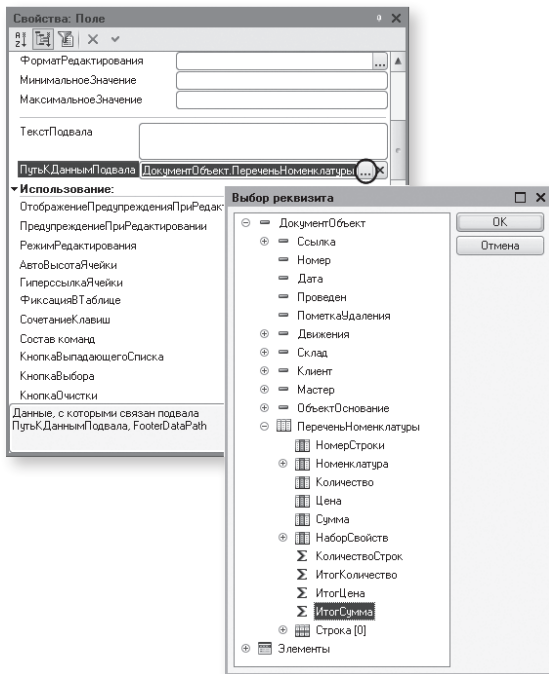 Свойства: Поле
ФорматРедактирования
...
МинимальноеЗначение
МаксимальноеЗначение
ТекстПодвала
ПутьКДаннымПодвала ДокументОбъект.ПереченьНоменклатуры ...
Использование:
ОтображениеПредупрежденияПриРедакт
ПредупреждениеПриРедактировании
РежимРедактирования
АвтоВысотаЯчейки
ГиперссылкаЯчейки
ФиксацияВТаблице
СочетаниеКлавиш
Состав команд
КнопкаВыпадающегоСписка
КнопкаВыбора
КнопкаОчистки
Данные, с которыми связан подвала
ПутьКДаннымПодвала, FooterDataPath
Выбор реквизита
ДокументОбъект
Ссылка
Номер
Дата
Проведен
ПометкаУдаления
Движения
Склад
Клиент
Мастер
ОбъектОснование
ПереченьНоменклатуры
НомерСтроки
Номенклатура
Количество
Цена
Сумма
НаборСвойств
Σ КоличествоСтрок
Σ ИтогКоличество
Σ ИтогЦена
Σ ИтогСумма
Строка [0]
Элементы
OK
Отмена